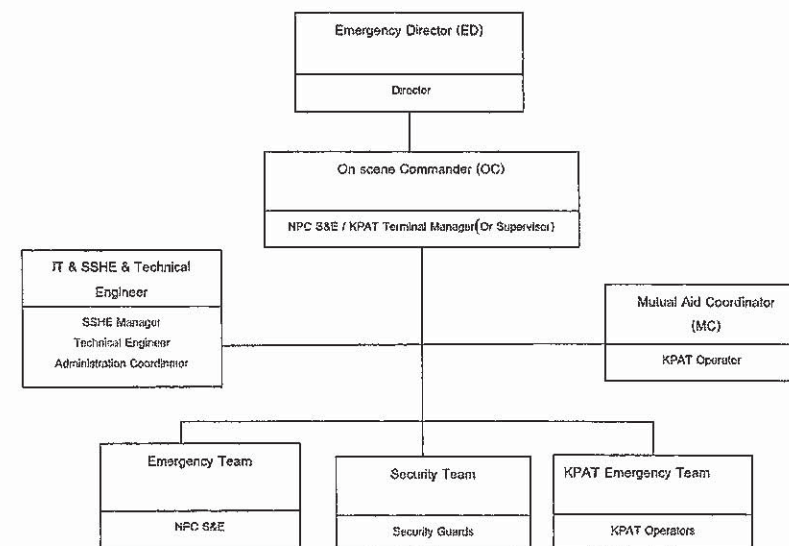 Emergency Director (ED)
Director
On scene Commander (OC)
NPC S&E / KPAT Terminal Manager(Or Supervisor)
IT & SSHE & Technical
Engineer
SSHE Manager
Technical Engineer
Administration Coordinator
Mutual Aid Coordinator
(MC)
KPAT Operator
Emergency Team
NPC S&E
Security Team
Security Guards
KPAT Emergency Team
KPAT Operators